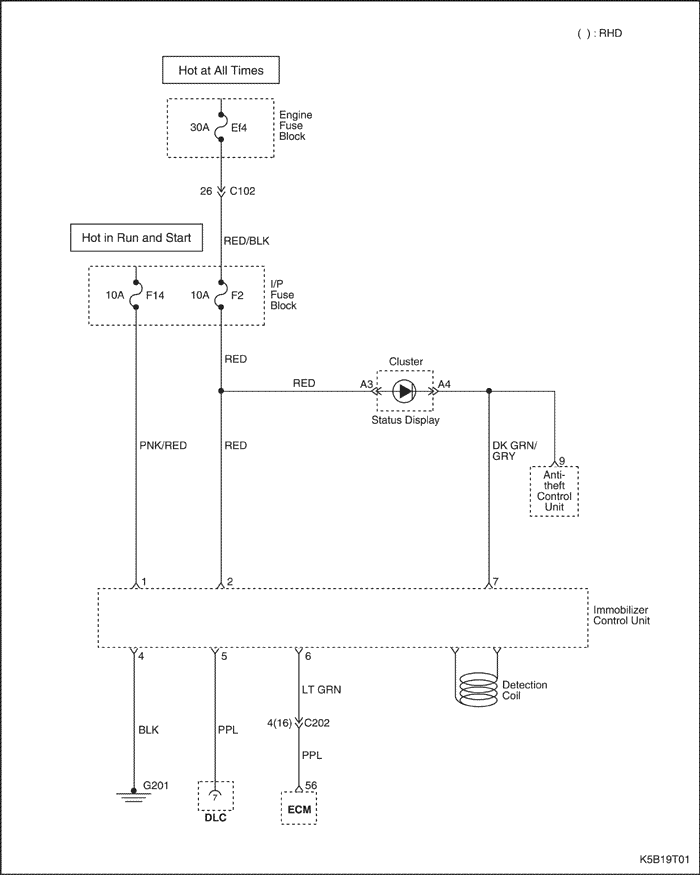 ( ) : RHD
Hot at All Times
30A Ef4
Engine
Fuse
Block
26 C102
Hot in Run and Start
RED/BLK
10A F14
10A F2
I/P
Fuse
Block
RED
Cluster
RED
A3
A4
Status Display
PNK/RED
RED
DK GRN/
GRY
9
Anti-
theft
Control
Unit
1
2
7
Immobilizer
Control Unit
4
5
6
LT GRN
Detection
Coil
BLK
PPL
4(16) C202
PPL
G201
7
DLC
56
ECM
K5B19T01